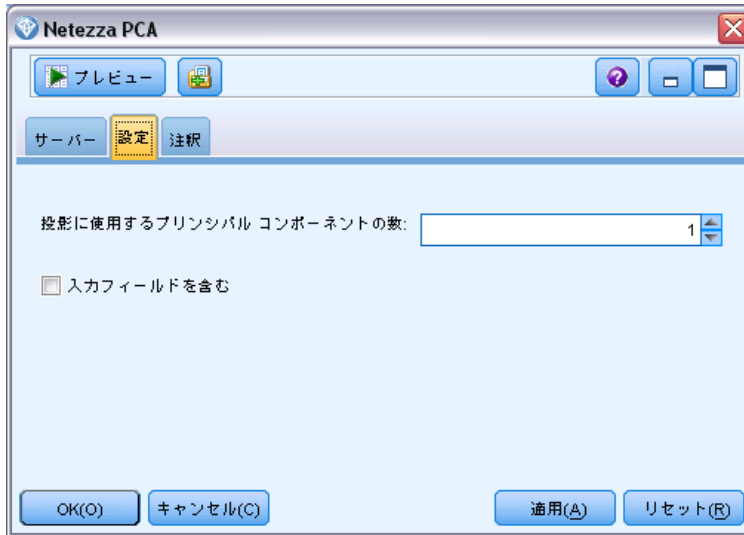 Netezza PCA
プレビュー
サーバー 設定 注釈
投影に使用するプリンシパル コンポーネントの数: 1
入力フィールドを含む
OK(O) キャンセル(C) 適用(A) リセット(R)